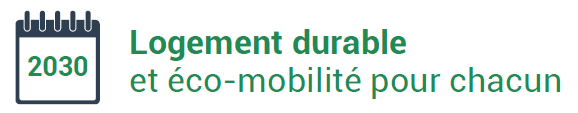 2030
Logement durable
et éco-mobilité pour chacun